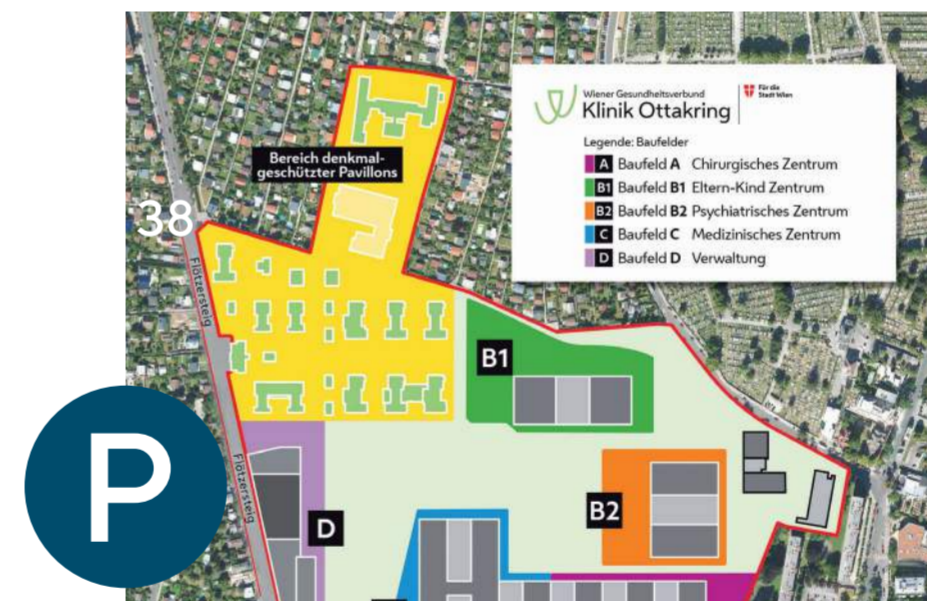 Wiener Gesundheitsverbund
Klinik Ottakring
Für die
Stadt Wien
Legende: Baufelder
A Baufeld A Chirurgisches Zentrum
B1 Baufeld B1 Eltern-Kind Zentrum
B2 Baufeld B2 Psychiatrisches Zentrum
C Baufeld C Medizinisches Zentrum
D Baufeld D Verwaltung
Bereich denkmal-
geschützter Pavillons
38
Flötzersteig
B1
P
Flötzersteig
B2
D